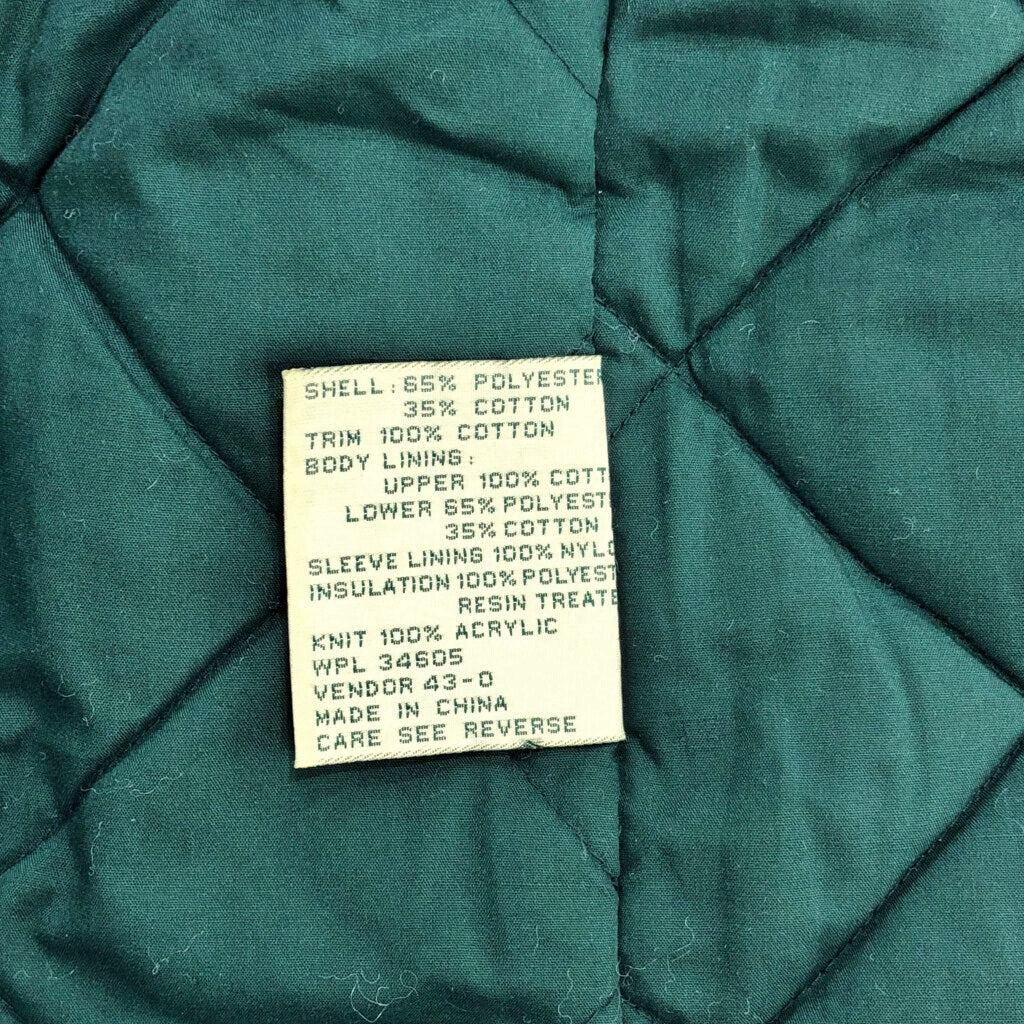 SHELL: 65% POLYESTER
35% COTTON
TRIM 100% COTTON
BODY LINING:
UPPER 100% COTT
LOWER 65% POLYEST
35% COTTON
SLEEVE LINING 100% NYLO
INSULATION 100% POLYEST
RESIN TREATE
KNIT 100% ACRYLIC
WPL 34605
VENDOR 43-0
MADE IN CHINA
CARE SEE REVERSE